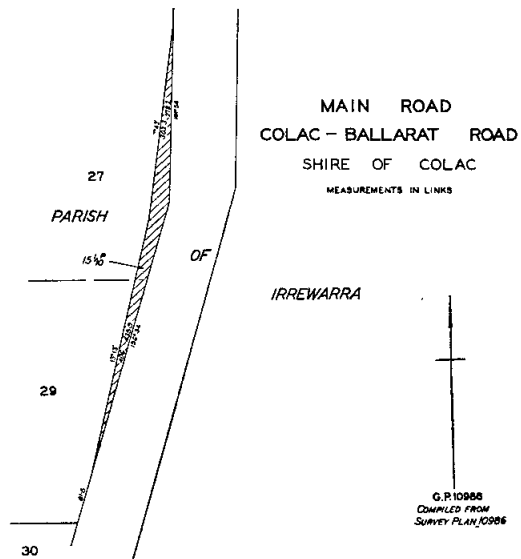 MAIN ROAD
COLAC - BALLARAT ROAD
SHIRE OF COLAC
MEASUREMENTS IN LINKS
27
PARISH
OF
IRREWARRA
29
30
G.P. 10986
COMPILED FROM
SURVEY PLAN 10986